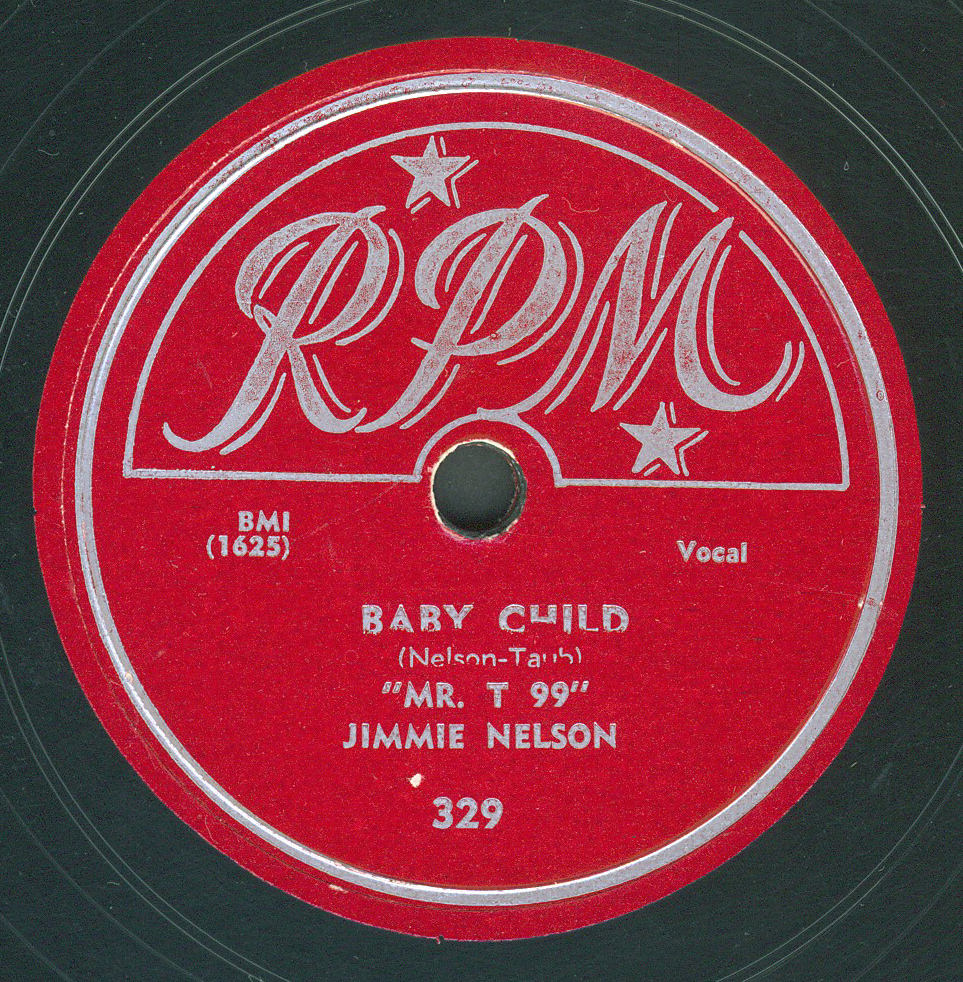 RPM
BMI
(1625)
Vocal
BABY CHILD
(Nelson-Taub)
"MR. T 99"
JIMMIE NELSON
329